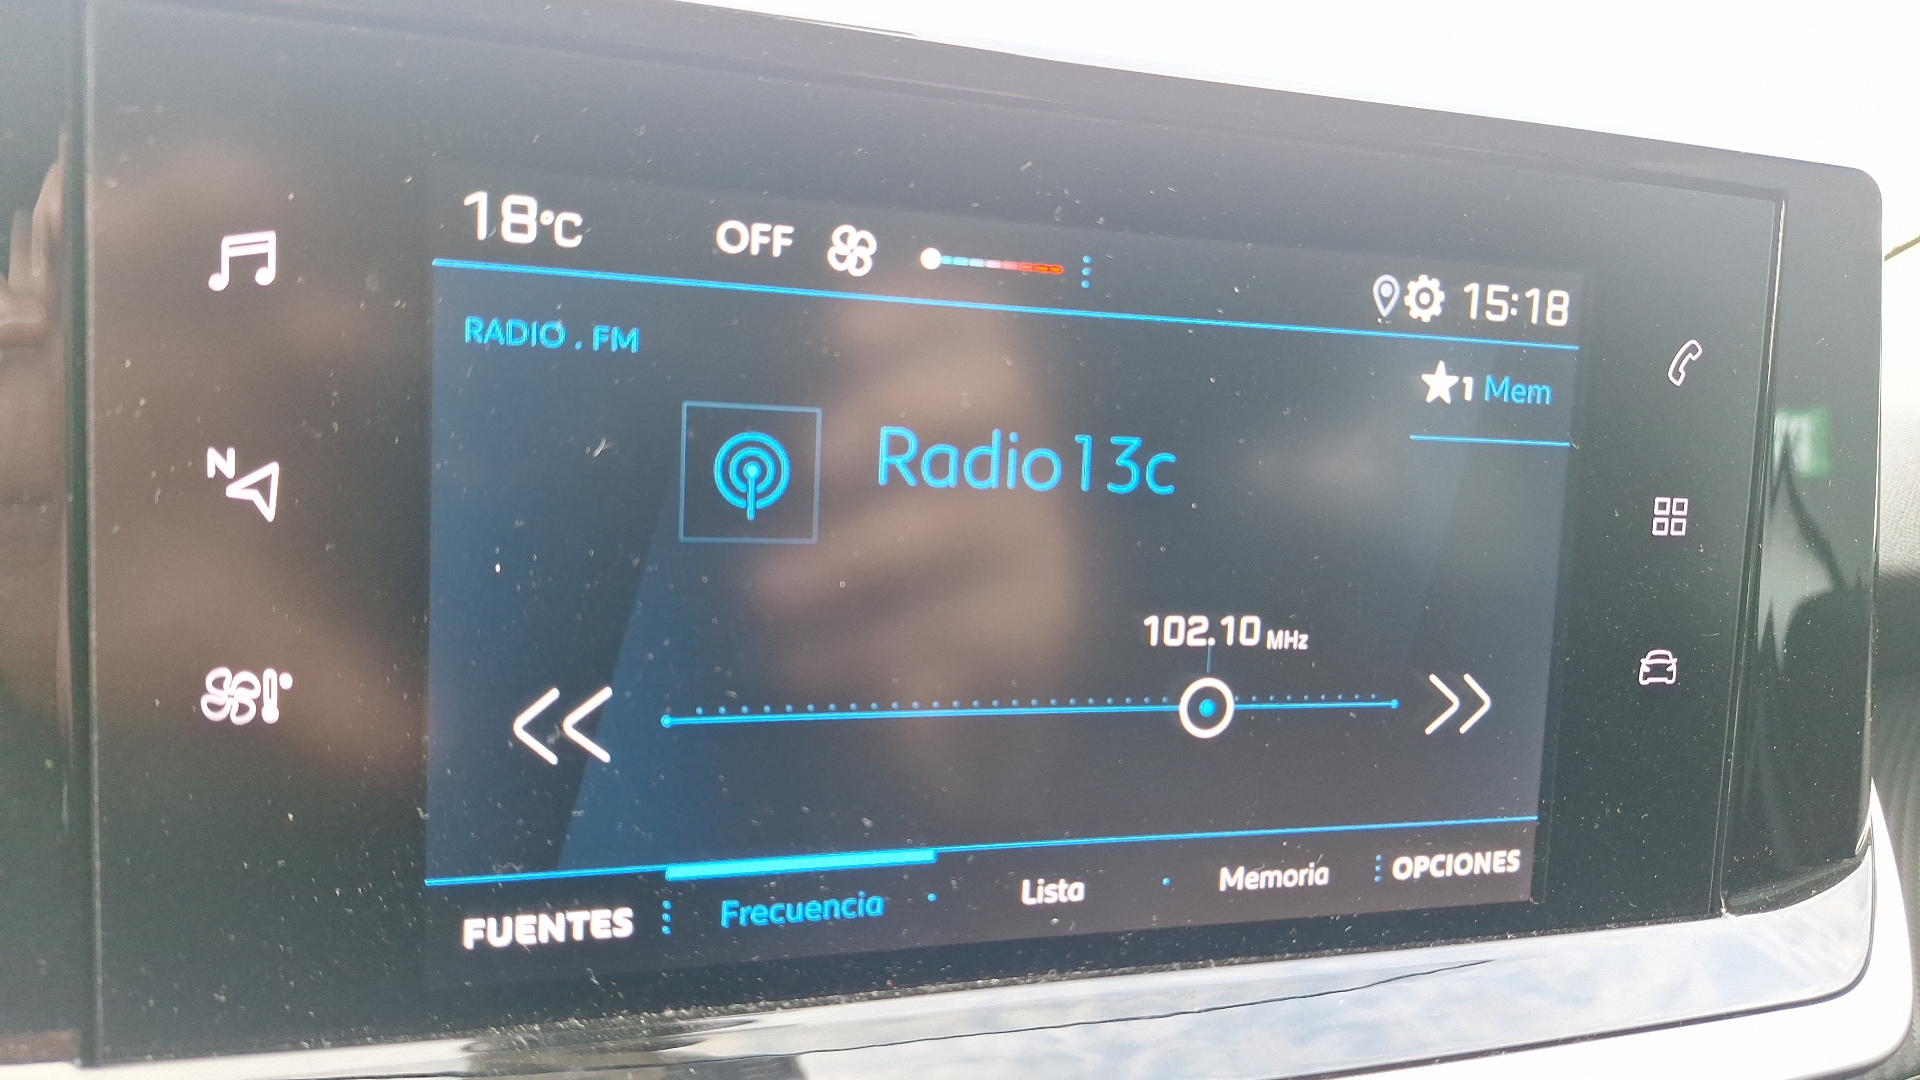 18°C OFF 15:18
RADIO . FM
1 Mem
Radio13c
N
102.10 MHz
FUENTES Frecuencia Lista Memoria OPCIONES